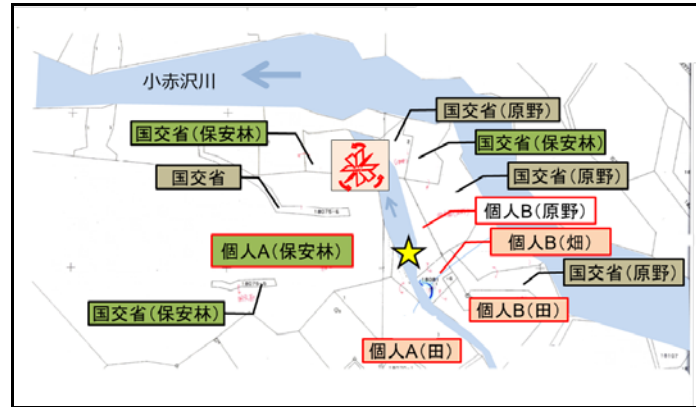 小赤沢川
国交省(原野)
国交省(保安林)
国交省(保安林)
国交省
国交省(原野)
個人B(原野)
個人A(保安林)
個人B(畑)
国交省(原野)
国交省(保安林)
個人B(田)
個人A(田)